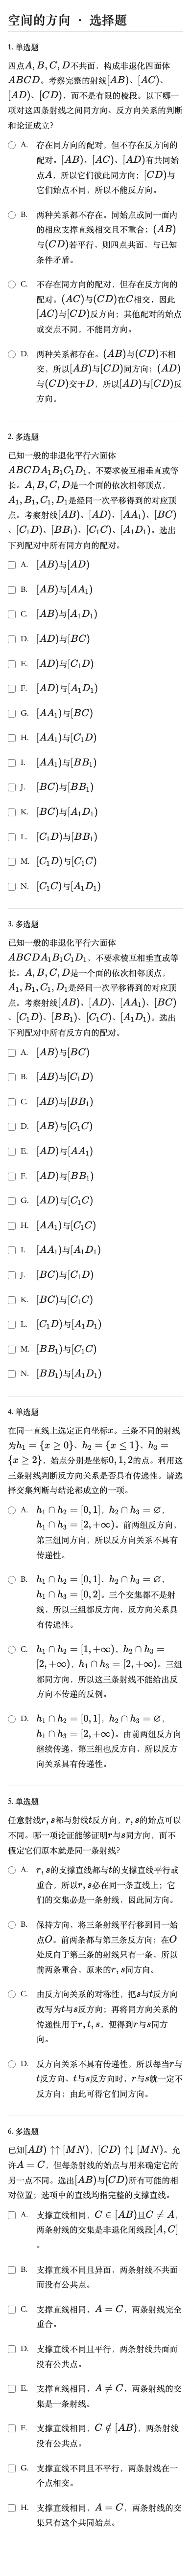 空间的方向 · 选择题
1. 单选题
四点A, B, C, D不共面，构成非退化四面体
ABCD。考察完整的射线[AB)、[AC)、
[AD)、[CD)，而不是有限的棱段。以下哪一
项对这四条射线之间同方向、反方向关系的判断
和论证成立?
A. 存在同方向的配对，但不存在反方向的
配对。[AB)、[AC)、[AD)有共同始
点A，所以它们彼此同方向；[CD)与
它们始点不同，所以不能反方向。
B. 两种关系都不存在。同始点或同一面内
的相应支撑直线相交且不重合；(AB)
与(CD)若平行，则四点共面，与已知
条件矛盾。
C. 不存在同方向的配对，但存在反方向的
配对。(AC)与(CD)在C相交，因此
[AC)与[CD)反方向；其他配对的始点
或交点不同，不能同方向。
D. 两种关系都存在。(AB)与(CD)不相
交，所以[AB)与[CD)同方向；(AD)
与(CD)交于D，所以[AD)与[CD)反
方向。
2. 多选题
已知一般的非退化平行六面体
ABCDA₁B₁C₁D₁，不要求棱互相垂直或等
长。A, B, C, D是一个面的依次相邻顶点，
A₁, B₁, C₁, D₁是经同一次平移得到的对应顶
点。考察射线[AB)、[AD)、[AA₁)、[BC)
、[C₁D)、[BB₁)、[C₁C)、[A₁D₁)。选出
下列配对中所有同方向的配对。
A. [AB)与[AD)
B. [AB)与[AA₁)
C. [AB)与[A₁D₁)
D. [AD)与[BC)
E. [AD)与[C₁D)
F. [AD)与[A₁D₁)
G. [AA₁)与[BC)
H. [AA₁)与[C₁D)
I. [AA₁)与[BB₁)
J. [BC)与[BB₁)
K. [BC)与[A₁D₁)
L. [C₁D)与[BB₁)
M. [C₁D)与[C₁C)
N. [C₁C)与[A₁D₁)
3. 多选题
已知一般的非退化平行六面体
ABCDA₁B₁C₁D₁，不要求棱互相垂直或等
长。A, B, C, D是一个面的依次相邻顶点，
A₁, B₁, C₁, D₁是经同一次平移得到的对应顶
点。考察射线[AB)、[AD)、[AA₁)、[BC)
、[C₁D)、[BB₁)、[C₁C)、[A₁D₁)。选出
下列配对中所有反方向的配对。
A. [AB)与[BC)
B. [AB)与[C₁D)
C. [AB)与[BB₁)
D. [AB)与[C₁C)
E. [AD)与[AA₁)
F. [AD)与[BB₁)
G. [AD)与[C₁C)
H. [AA₁)与[C₁C)
I. [AA₁)与[A₁D₁)
J. [BC)与[C₁D)
K. [BC)与[C₁C)
L. [C₁D)与[A₁D₁)
M. [BB₁)与[C₁C)
N. [BB₁)与[A₁D₁)
4. 单选题
在同一直线上选定正向坐标x。三条不同的射线
为h₁ = {x ≥ 0}、h₂ = {x ≤ 1}、h₃ =
{x ≥ 2}，始点分别是坐标0, 1, 2的点。利用这
三条射线判断反方向关系是否具有传递性。请选
择交集判断与结论都成立的一项。
A. h₁ ∩ h₂ = [0, 1]，h₂ ∩ h₃ = ∅，
h₁ ∩ h₃ = [2, +∞)。前两组反方向，
第三组同方向，所以反方向关系不具有
传递性。
B. h₁ ∩ h₂ = [0, 1]，h₂ ∩ h₃ = ∅，
h₁ ∩ h₃ = [0, 2]。三个交集都不是射
线，所以三组都反方向，反方向关系具
有传递性。
C. h₁ ∩ h₂ = [1, +∞)，h₂ ∩ h₃ =
[2, +∞)，h₁ ∩ h₃ = [2, +∞)。三组
都同方向，所以这三条射线不能给出反
方向不传递的反例。
D. h₁ ∩ h₂ = [0, 1]，h₂ ∩ h₃ = ∅，
h₁ ∩ h₃ = [2, +∞)。由前两组反方向
继续传递，第三组也反方向，所以反方
向关系具有传递性。
5. 单选题
任意射线r, s都与射线t反方向，r, s的始点可以
不同。哪一项论证能够证明r与s同方向，而不
假定它们原本就是同一条射线?
A. r, s的支撑直线都与t的支撑直线平行或
重合，所以r, s必在同一条直线上；它
们的交集必是一条射线，因此同方向。
B. 保持方向，将三条射线平行移到同一始
点O。前两条都与第三条反方向；在O
处反向于第三条的射线只有一条，所以
前两条重合，原来的r, s同方向。
C. 由反方向关系的对称性，把s与t反方向
改写为t与s反方向；再将同方向关系的
传递性用于r, t, s，便得到r与s同方
向。
D. 反方向关系不具有传递性，所以每当r与
t反方向、t与s反方向时，r与s就一定不
反方向；由此可得它们同方向。
6. 多选题
已知[AB) ↑↑ [MN)，[CD) ↑↓ [MN)。允
许A = C，但每条射线的始点与用来确定它的
另一点不同。选出[AB)与[CD)所有可能的相
对位置；选项中的直线均指完整的支撑直线。
A. 支撑直线相同，C ∈ [AB)且C ≠ A，
两条射线的交集是非退化闭线段[A, C]
。
B. 支撑直线不同且异面，两条射线不共面
而没有公共点。
C. 支撑直线相同，A = C，两条射线完全
重合。
D. 支撑直线不同且平行，两条射线共面而
没有公共点。
E. 支撑直线相同，A ≠ C，两条射线的交
集是一条射线。
F. 支撑直线相同，C ∉ [AB)，两条射线
没有公共点。
G. 支撑直线不同且不平行，两条射线在一
个点相交。
H. 支撑直线相同，A = C，两条射线的交
集只有这个共同始点。